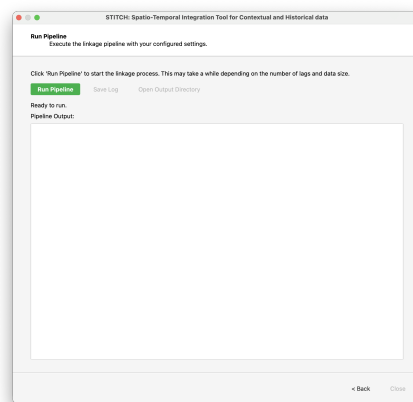 STITCH: Spatio-Temporal Integration Tool for Contextual and Historical data
Run Pipeline
Execute the linkage pipeline with your configured settings.
Click 'Run Pipeline' to start the linkage process. This may take a while depending on the number of lags and data size.
Run Pipeline Save Log Open Output Directory
Ready to run.
Pipeline Output:
< Back Close